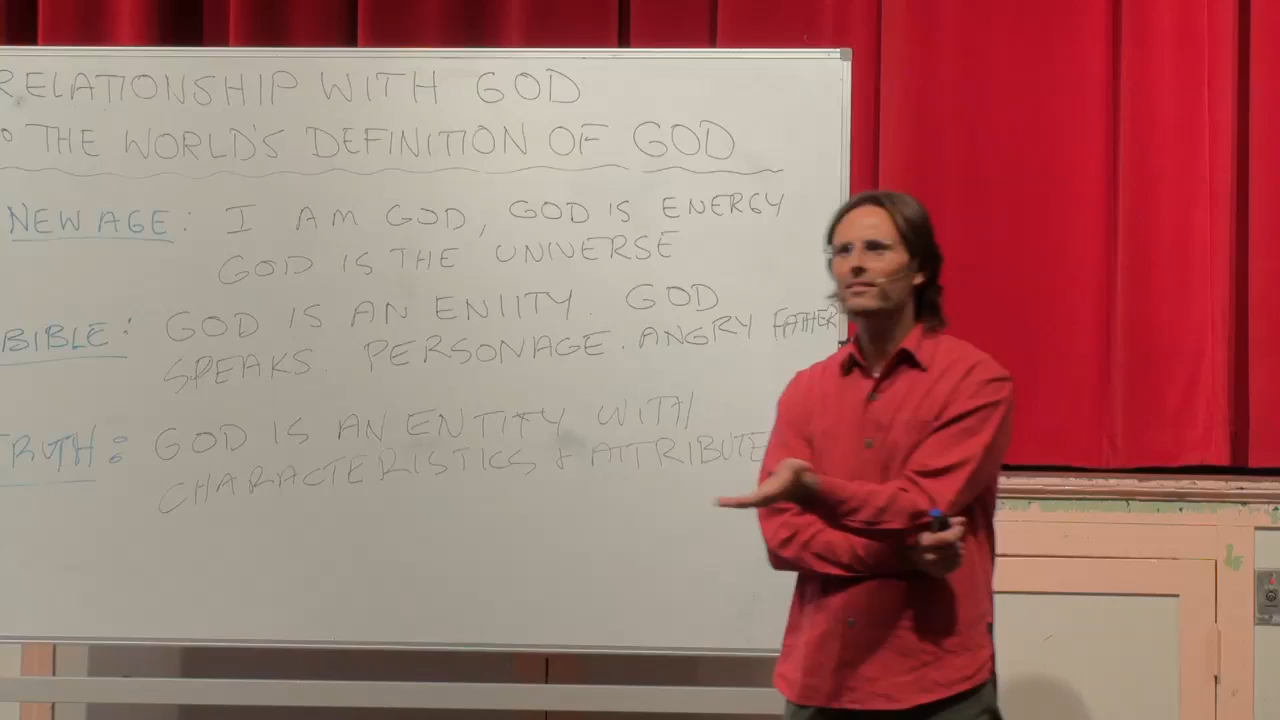 RELATIONSHIP WITH GOD
THE WORLD'S DEFINITION OF GOD
NEW AGE: I AM GOD, GOD IS ENERGY
GOD IS THE UNIVERSE
BIBLE: GOD IS AN ENIITY. GOD
SPEAKS. PERSONAGE. ANGRY FATHER
TRUTH: GOD IS AN ENTITY WITH
CHARACTERISTICS & ATTRIBUTE